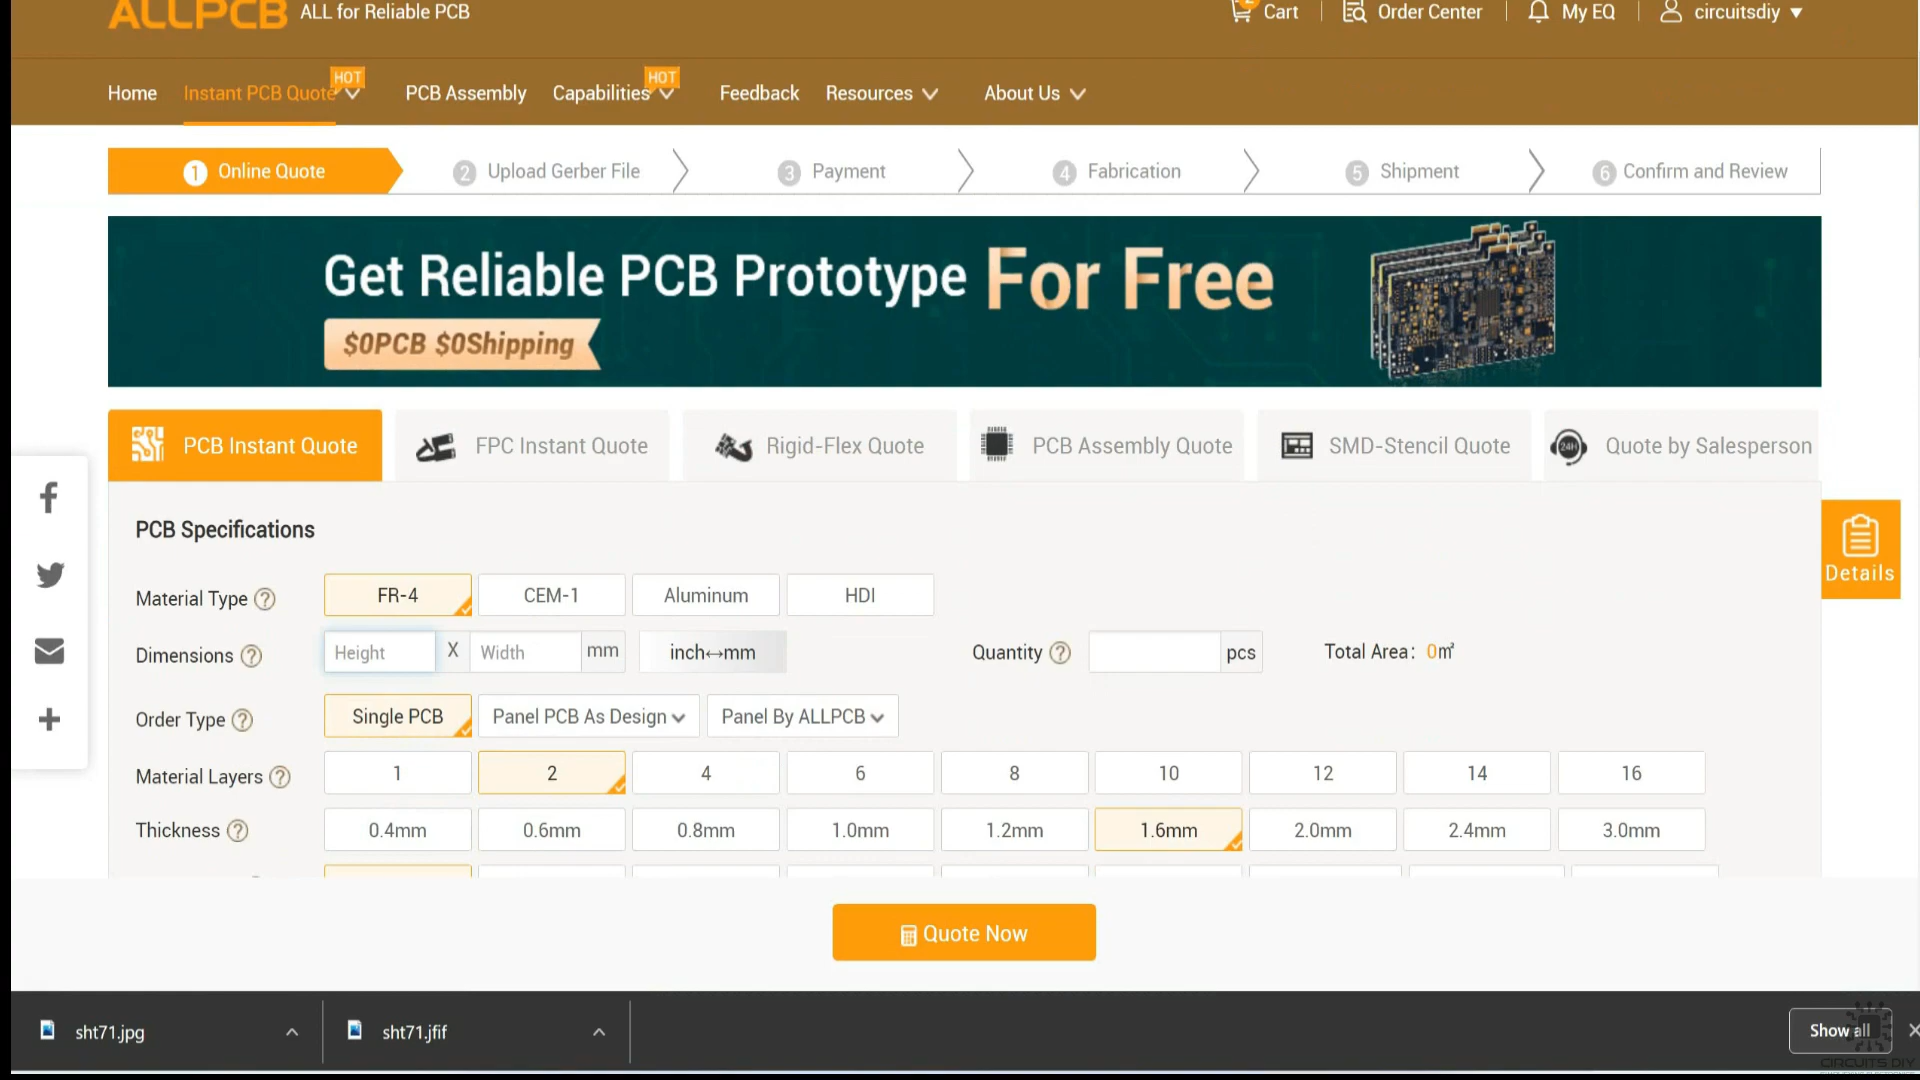 ALLPCB ALL for Reliable PCB
2 Cart Order Center My EQ circuitsdiy
Home Instant PCB Quote HOT PCB Assembly Capabilities HOT Feedback Resources About Us
1 Online Quote 2 Upload Gerber File 3 Payment 4 Fabrication 5 Shipment 6 Confirm and Review
Get Reliable PCB Prototype For Free
$0PCB $0Shipping
PCB Instant Quote FPC Instant Quote Rigid-Flex Quote PCB Assembly Quote SMD-Stencil Quote 24H Quote by Salesperson
PCB Specifications
Details
Material Type ? FR-4 CEM-1 Aluminum HDI
Dimensions ? Height X Width mm inch↔mm Quantity ? pcs Total Area: 0㎡
Order Type ? Single PCB Panel PCB As Design Panel By ALLPCB
Material Layers ? 1 2 4 6 8 10 12 14 16
Thickness ? 0.4mm 0.6mm 0.8mm 1.0mm 1.2mm 1.6mm 2.0mm 2.4mm 3.0mm
Quote Now
sht71.jpg sht71.jfif Show all
CIRCUITS DIY